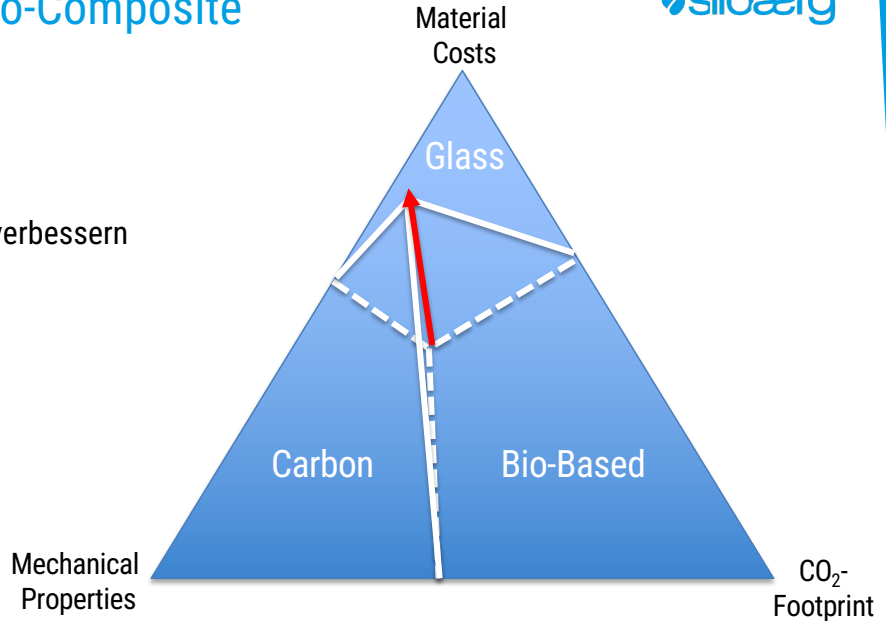 o-Composite
Material
Costs
Glass
verbessern
Carbon
Bio-Based
Mechanical
Properties
CO₂-
Footprint